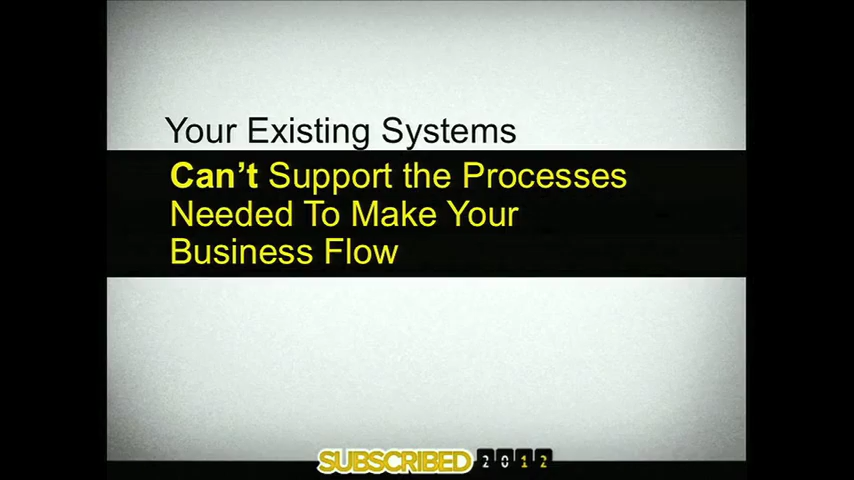 Your Existing Systems
Can't Support the Processes
Needed To Make Your
Business Flow
SUBSCRIBED 2012